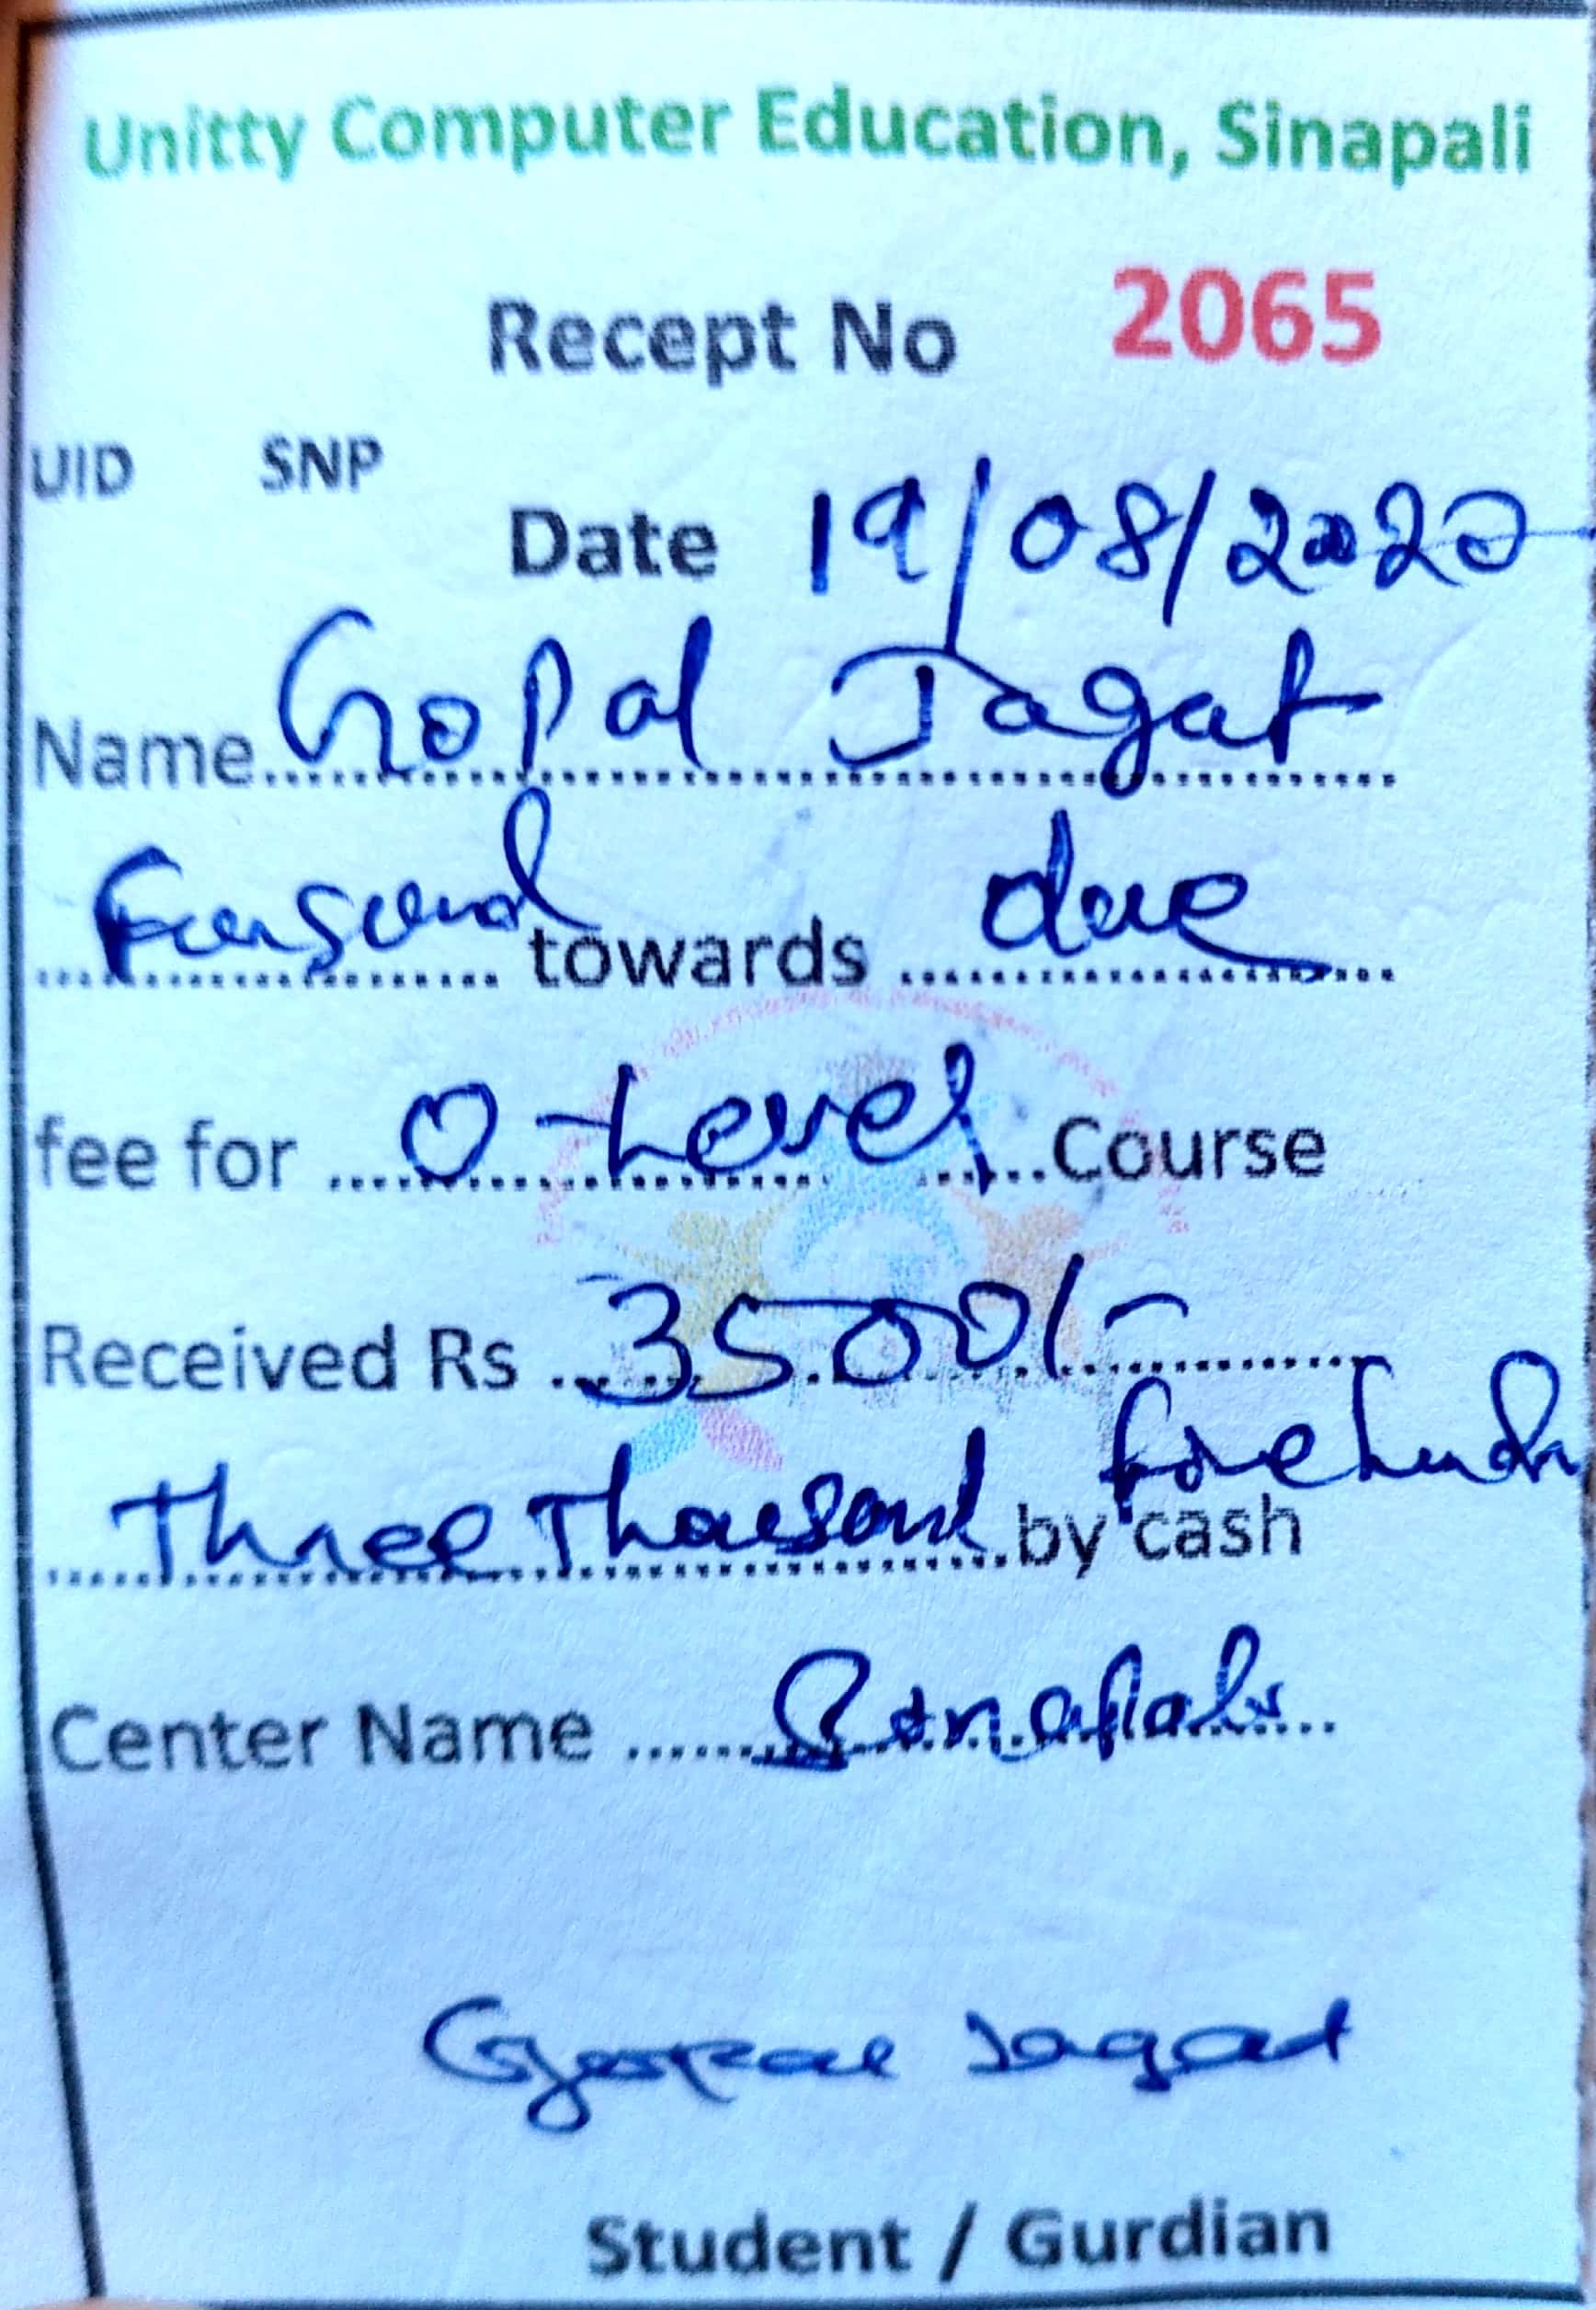 Unitty Computer Education, Sinapali
Recept No 2065
UID SNP
Date 19/08/2020
Name Gopal Jagat
towards due
fee for O-Level Course
Received Rs 3500/-
Three Thousand five
by cash
Center Name Sinapali
Gopal Jagat
Student / Gurdian